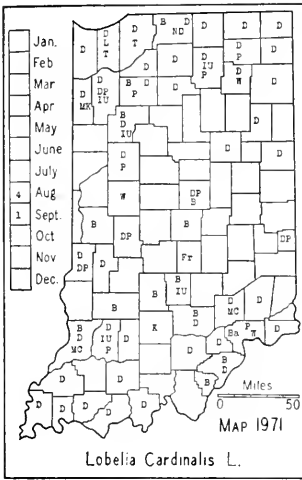 Jan.
Feb
Mar
Apr
May
June
July
4 Aug
1 Sept.
Oct
Nov
Dec.
B
D D D ND D
L D
T T D P D
D IU
D DP B D P D W D
MK IU P
B
D D
IU
D
P D
W DP
B
B DP B
D D
DP Fr
B
B IU D D
MC
B D K B
D IU D D Ba P
MC P W D
D D
B
D D D B D
D D D D D
Miles
0 50
MAP 1971
Lobelia Cardinalis L.